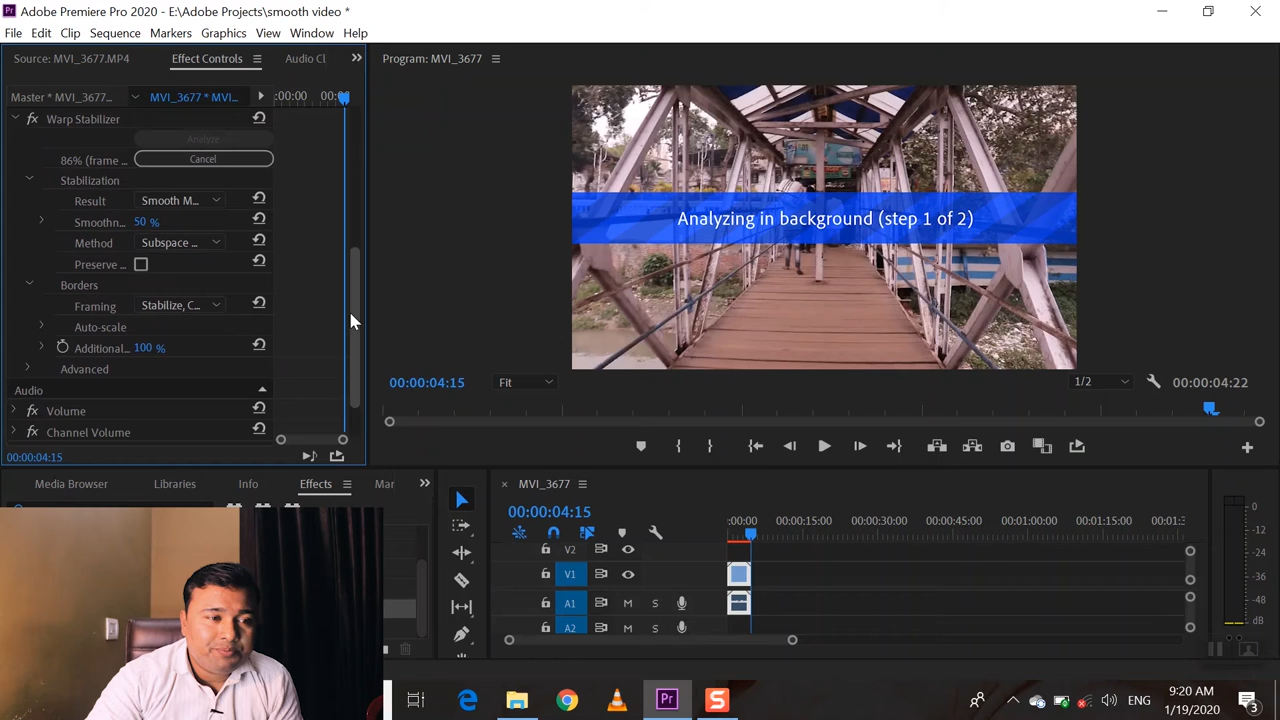 Adobe Premiere Pro 2020 - E:\Adobe Projects\smooth video *
File Edit Clip Sequence Markers Graphics View Window Help
Source: MVI_3677.MP4 Effect Controls Audio Cl
Program: MVI_3677
Master * MVI_3677... MVI_3677 * MVI... :00:00 00:00
fx Warp Stabilizer
Analyze
86% (frame ... Cancel
Stabilization
Result Smooth M...
Smoothn... 50 %
Method Subspace ...
Preserve ...
Borders
Framing Stabilize, C...
Auto-scale
Additional... 100 %
Advanced
Audio
fx Volume
fx Channel Volume
00:00:04:15
Analyzing in background (step 1 of 2)
00:00:04:15 Fit 1/2 00:00:04:22
Media Browser Libraries Info Effects Mar
× MVI_3677
00:00:04:15
:00:00 00:00:15:00 00:00:30:00 00:00:45:00 00:01:00:00 00:01:15:00 00:01:3
V2
V1
A1 M S
A2 M S
0
-12
-24
-36
-48
dB
Pr
S
ENG
9:20 AM
1/19/2020
3